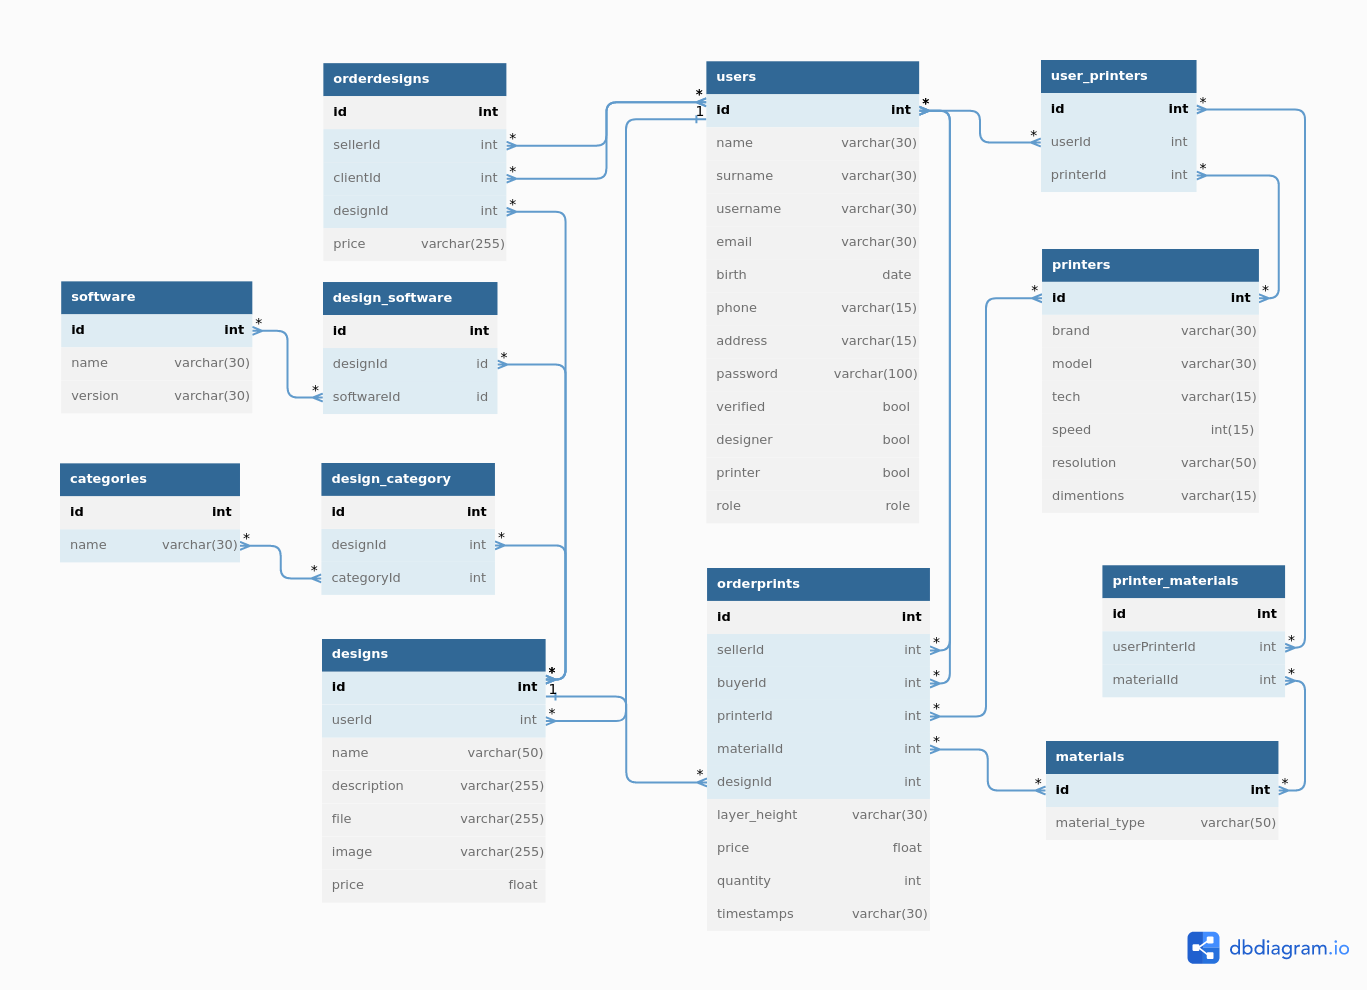 orderdesigns
id int
sellerId int
clientId int
designId int
price varchar(255)
users
id int
name varchar(30)
surname varchar(30)
username varchar(30)
email varchar(30)
birth date
phone varchar(15)
address varchar(15)
password varchar(100)
verified bool
designer bool
printer bool
role role
user_printers
id int
userId int
printerId int
software
id int
name varchar(30)
version varchar(30)
design_software
id int
designId id
softwareId id
printers
id int
brand varchar(30)
model varchar(30)
tech varchar(15)
speed int(15)
resolution varchar(50)
dimentions varchar(15)
categories
id int
name varchar(30)
design_category
id int
designId int
categoryId int
designs
id int
userId int
name varchar(50)
description varchar(255)
file varchar(255)
image varchar(255)
price float
orderprints
id int
sellerId int
buyerId int
printerId int
materialId int
designId int
layer_height varchar(30)
price float
quantity int
timestamps varchar(30)
printer_materials
id int
userPrinterId int
materialId int
materials
id int
material_type varchar(50)
* * * * 1 * * * * * * * * * * * * * * 1 * * * * * * * * * * *
dbdiagram.io